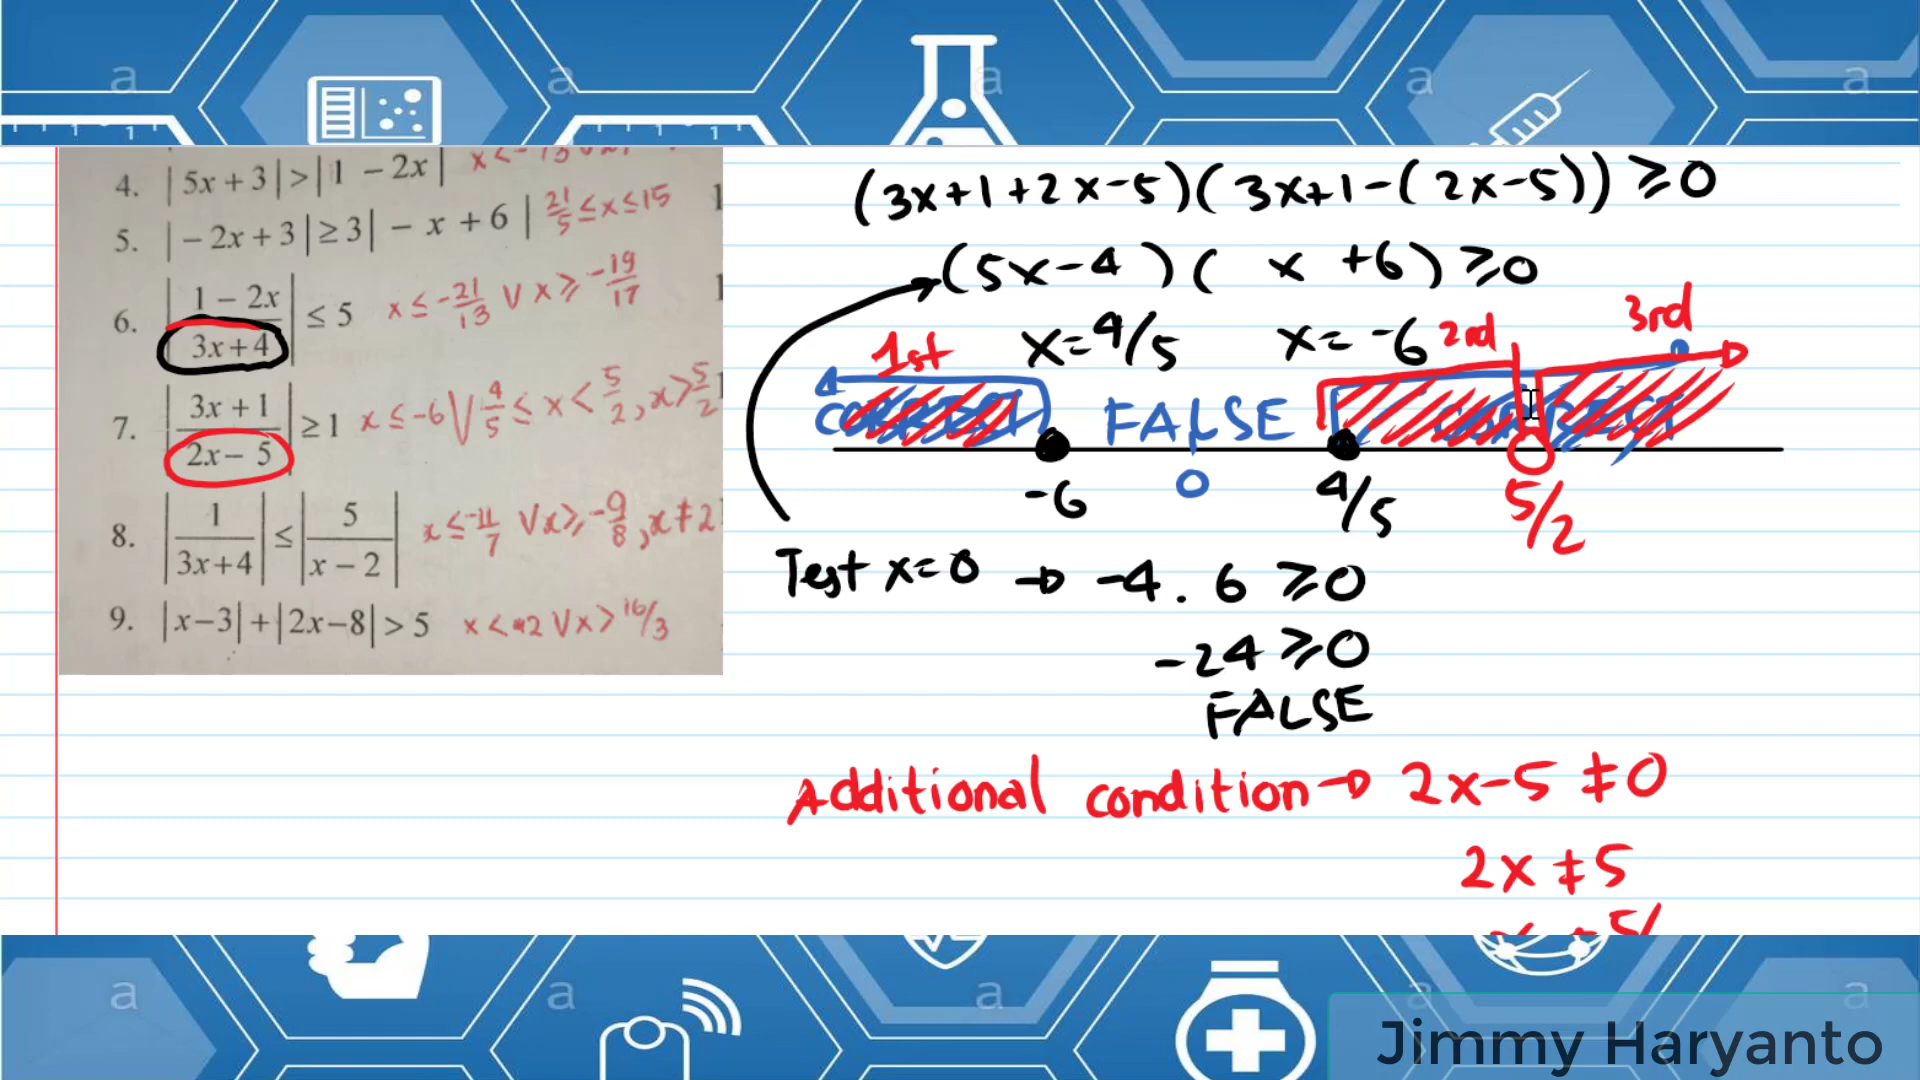 4. |5x + 3| > |1 − 2x| x <
5. |− 2x + 3| ≥ 3| − x + 6| 21/5 ≤ x ≤ 15
6. |(1 − 2x)/(3x+4)| ≤ 5 x ≤ -21/13 ∨ x ≥ -19/17
7. |(3x + 1)/(2x − 5)| ≥ 1 x ≤ -6 ∨ 4/5 ≤ x < 5/2, x > 5/2
8. |1/(3x+4)| ≤ |5/(x − 2)| x ≤ -11/7 ∨ x ≥ -9/8, x ≠ 2
9. |x−3|+|2x−8| > 5 x < 2 ∨ x > 16/3
(3x+1+2x-5)(3x+1-(2x-5)) ≥ 0
(5x-4)( x +6) ≥ 0
x=4/5 x=-6
1st 2nd 3rd
FALSE
-6 0 4/5 5/2
Test x=0 → -4 . 6 ≥ 0
-24 ≥ 0
FALSE
Additional condition → 2x-5 ≠ 0
2x ≠ 5
Jimmy Haryanto
a a a a a
a a a a a